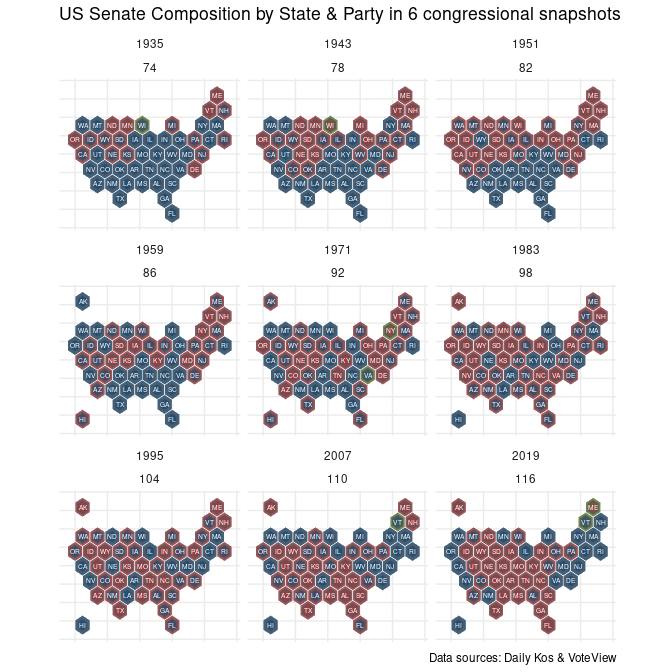 US Senate Composition by State & Party in 6 congressional snapshots
1935
74
ME
VT NH
WA MT ND MN WI MI NY MA
OR ID WY SD IA IL IN OH PA CT RI
CA UT NE KS MO KY WV MD NJ
NV CO OK AR TN NC VA DE
AZ NM LA MS AL SC
TX GA
FL
1943
78
ME
VT NH
WA MT ND MN WI MI NY MA
OR ID WY SD IA IL IN OH PA CT RI
CA UT NE KS MO KY WV MD NJ
NV CO OK AR TN NC VA DE
AZ NM LA MS AL SC
TX GA
FL
1951
82
ME
VT NH
WA MT ND MN WI MI NY MA
OR ID WY SD IA IL IN OH PA CT RI
CA UT NE KS MO KY WV MD NJ
NV CO OK AR TN NC VA DE
AZ NM LA MS AL SC
TX GA
FL
1959
86
AK ME
VT NH
WA MT ND MN WI MI NY MA
OR ID WY SD IA IL IN OH PA CT RI
CA UT NE KS MO KY WV MD NJ
NV CO OK AR TN NC VA DE
AZ NM LA MS AL SC
TX GA
HI FL
1971
92
AK ME
VT NH
WA MT ND MN WI MI NY MA
OR ID WY SD IA IL IN OH PA CT RI
CA UT NE KS MO KY WV MD NJ
NV CO OK AR TN NC VA DE
AZ NM LA MS AL SC
TX GA
HI FL
1983
98
AK ME
VT NH
WA MT ND MN WI MI NY MA
OR ID WY SD IA IL IN OH PA CT RI
CA UT NE KS MO KY WV MD NJ
NV CO OK AR TN NC VA DE
AZ NM LA MS AL SC
TX GA
HI FL
1995
104
AK ME
VT NH
WA MT ND MN WI MI NY MA
OR ID WY SD IA IL IN OH PA CT RI
CA UT NE KS MO KY WV MD NJ
NV CO OK AR TN NC VA DE
AZ NM LA MS AL SC
TX GA
HI FL
2007
110
AK ME
VT NH
WA MT ND MN WI MI NY MA
OR ID WY SD IA IL IN OH PA CT RI
CA UT NE KS MO KY WV MD NJ
NV CO OK AR TN NC VA DE
AZ NM LA MS AL SC
TX GA
HI FL
2019
116
AK ME
VT NH
WA MT ND MN WI MI NY MA
OR ID WY SD IA IL IN OH PA CT RI
CA UT NE KS MO KY WV MD NJ
NV CO OK AR TN NC VA DE
AZ NM LA MS AL SC
TX GA
HI FL
Data sources: Daily Kos & VoteView